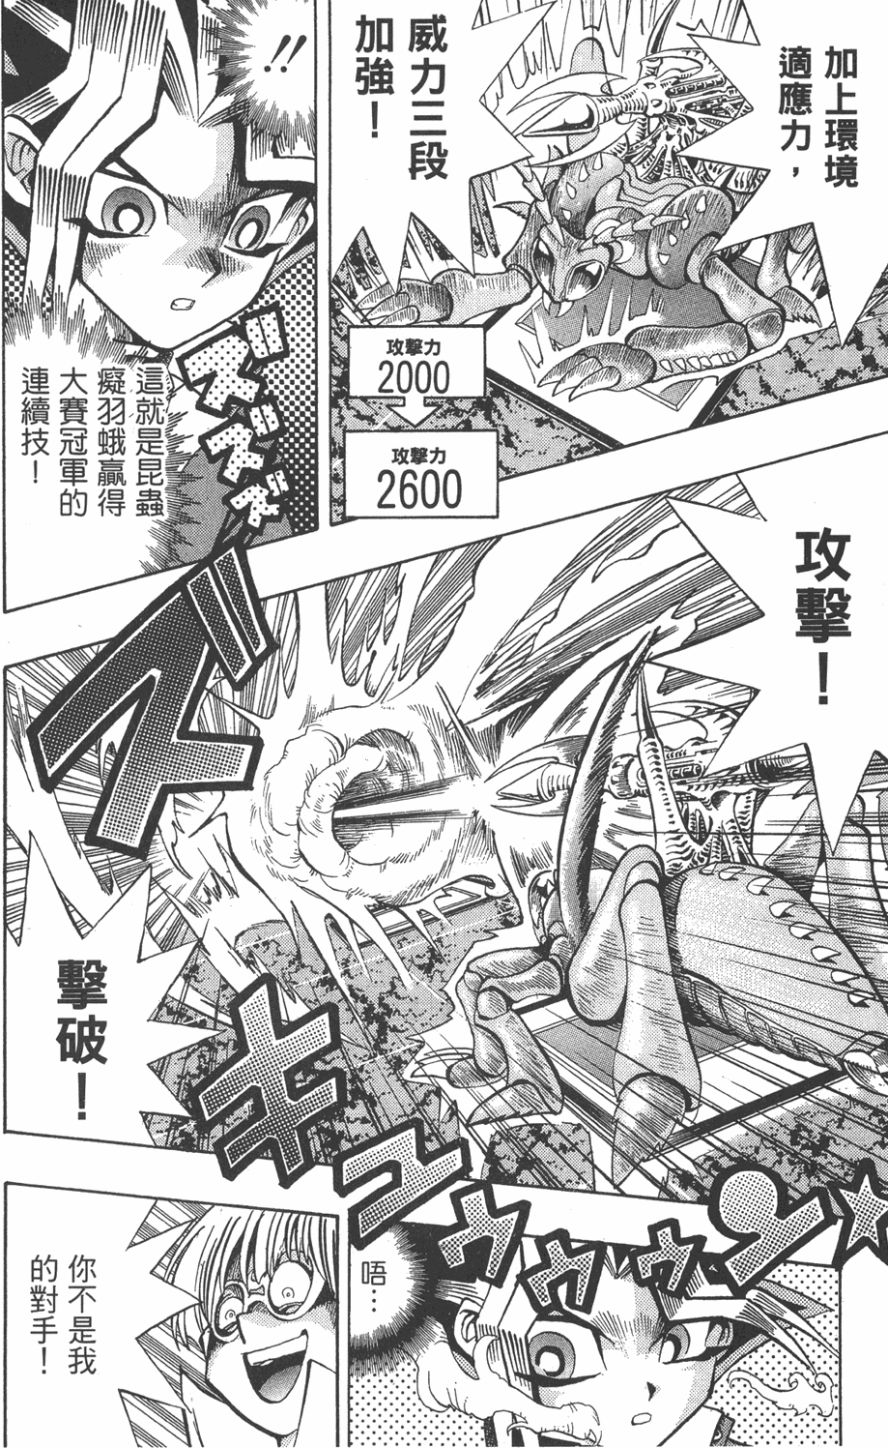 加上環境
適應力，
威力三段
加強！
攻擊力
2000
攻擊力
2600
!!
ズズズズ
這就是昆蟲
癡羽蛾贏得
大賽冠軍的
連續技！
攻擊！
ズ
擊破！
キュウウウン
唔…
你不是我
的對手！